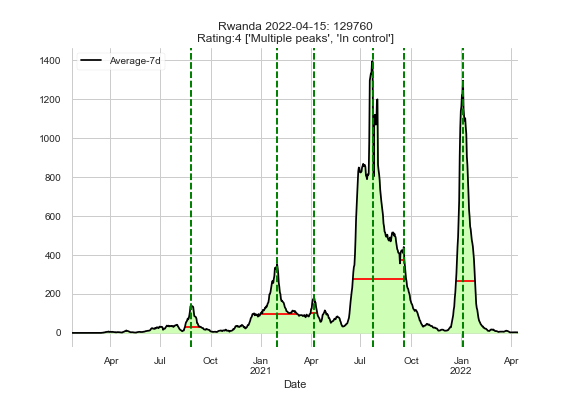 Rwanda 2022-04-15: 129760
Rating:4 ['Multiple peaks', 'In control']
Average-7d
1400
1200
1000
800
600
400
200
0
Apr Jul Oct Jan Apr Jul Oct Jan Apr
2021 2022
Date